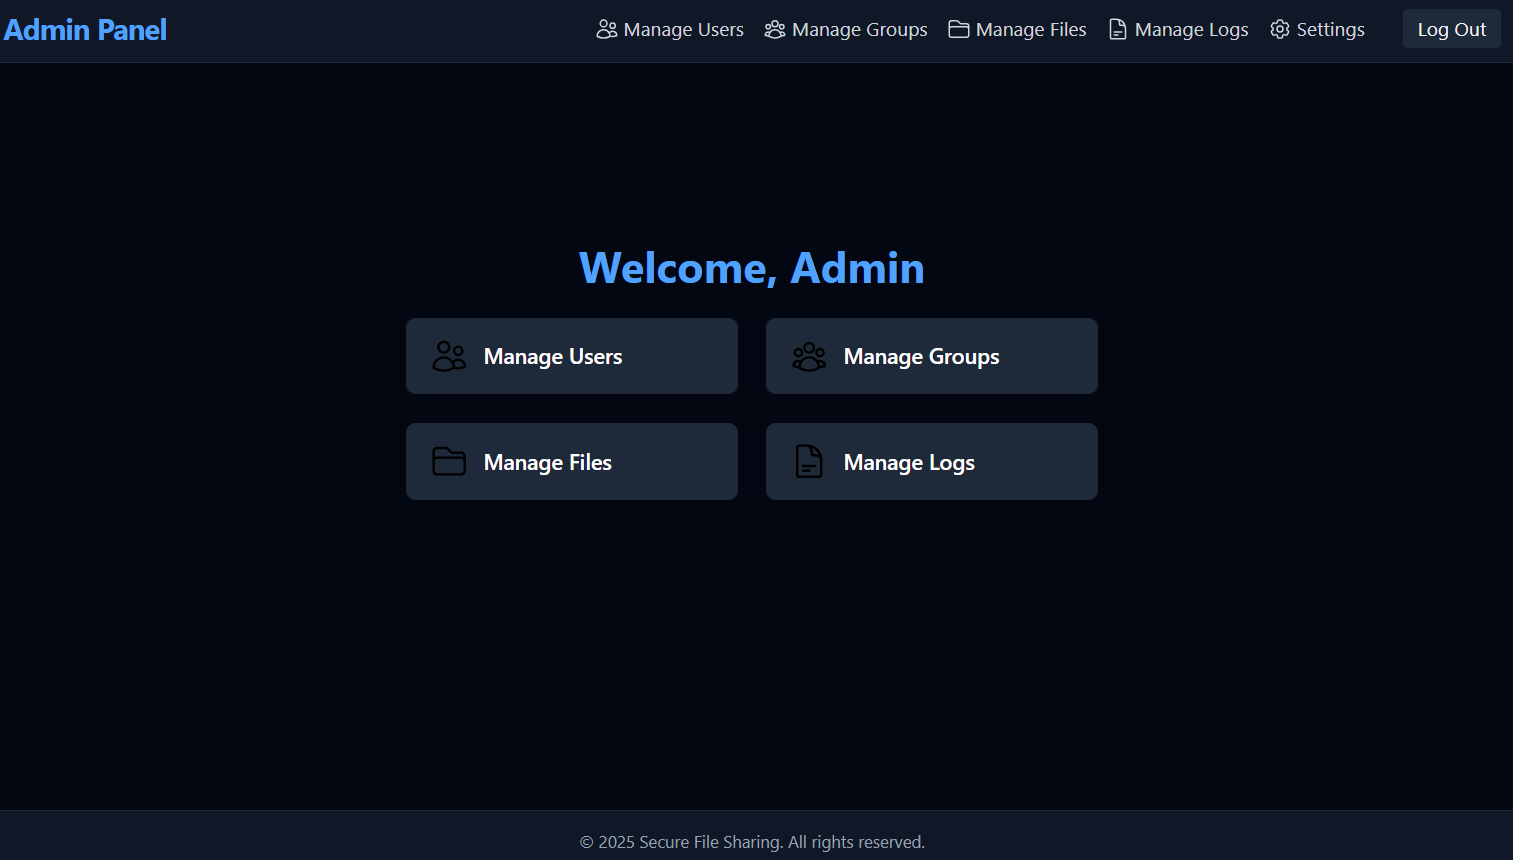 Admin Panel
Manage Users
Manage Groups
Manage Files
Manage Logs
Settings
Log Out
Welcome, Admin
Manage Users
Manage Groups
Manage Files
Manage Logs
© 2025 Secure File Sharing. All rights reserved.